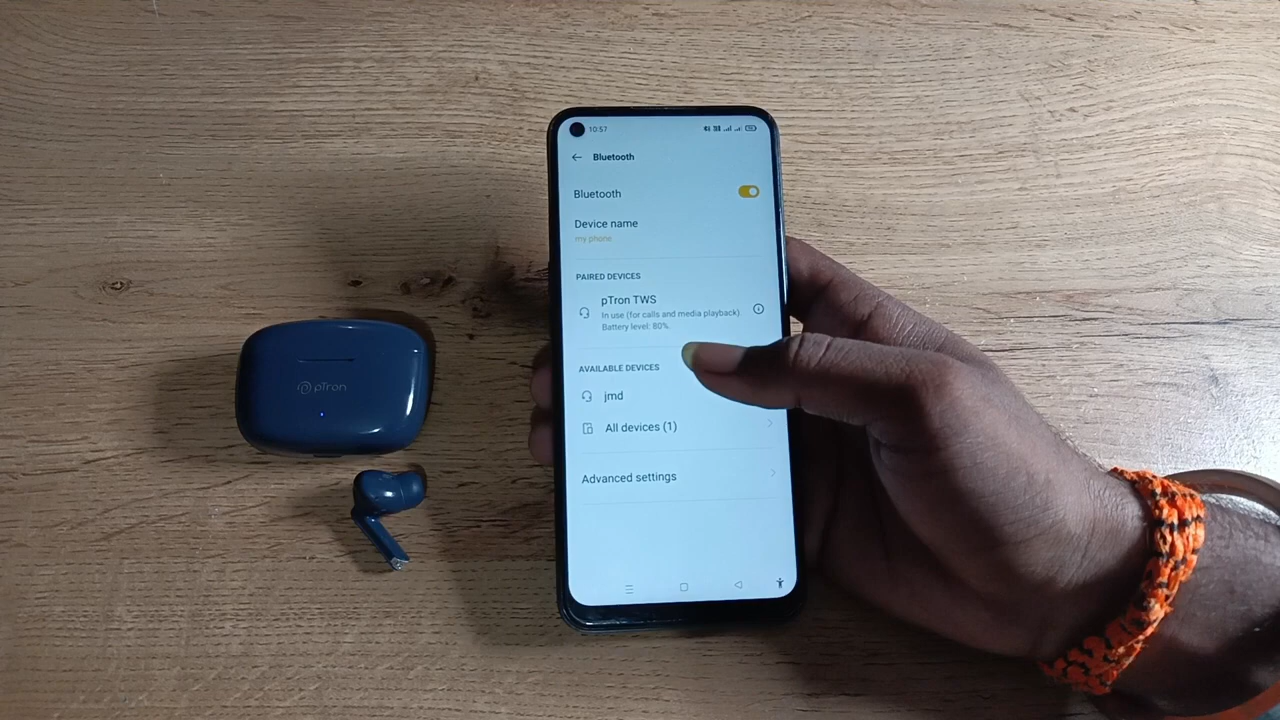 10:57
Bluetooth
Bluetooth
Device name
my phone
PAIRED DEVICES
pTron TWS
In use (for calls and media playback).
Battery level: 80%.
AVAILABLE DEVICES
jmd
All devices (1)
Advanced settings
pTron